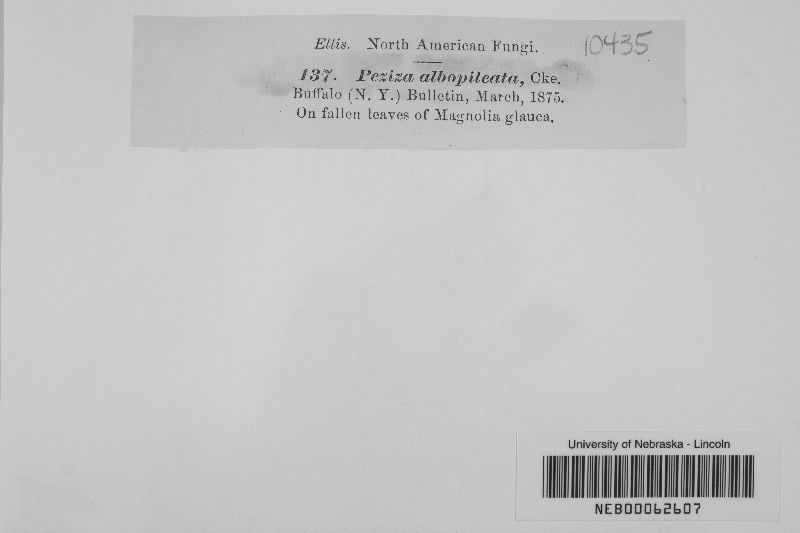 Ellis. North American Fungi. 10435
137. Peziza albopileata, Cke.
Buffalo (N. Y.) Bulletin, March, 1875.
On fallen leaves of Magnolia glauca.
University of Nebraska - Lincoln
NEB00062607